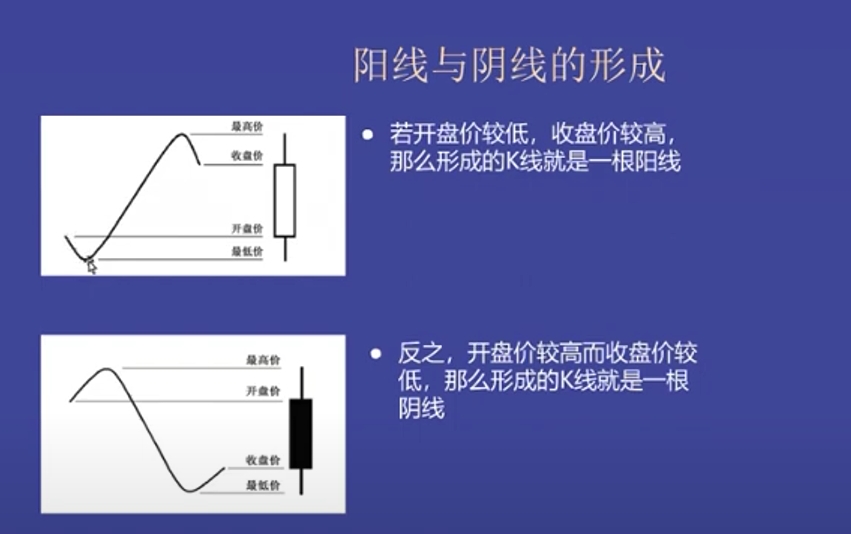 阳线与阴线的形成
最高价
收盘价
开盘价
最低价
若开盘价较低，收盘价较高，
那么形成的K线就是一根阳线
最高价
开盘价
收盘价
最低价
反之，开盘价较高而收盘价较
低，那么形成的K线就是一根
阴线